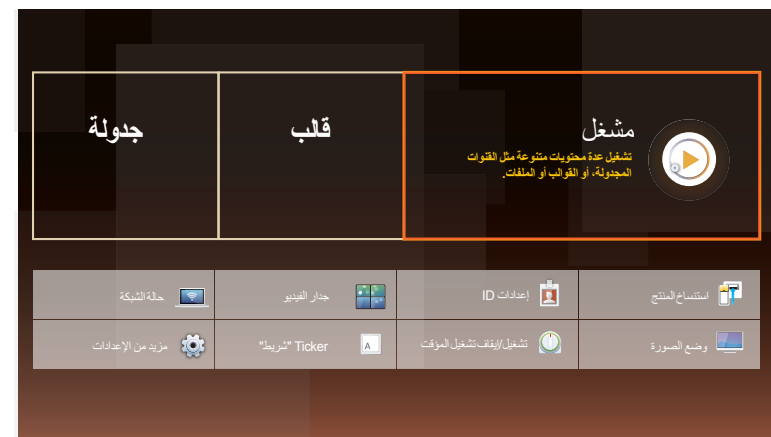 مشغل
تشغيل عدة محتويات متنوعة مثل القنوات
المجدولة، أو القوالب أو الملفات.
قالب
جدولة
استنساخ المنتج
إعدادات ID
جدار الفيديو
حالة الشبكة
وضع الصورة
تشغيل/إيقاف تشغيل المؤقت
Ticker "شريط"
A
مزيد من الإعدادات